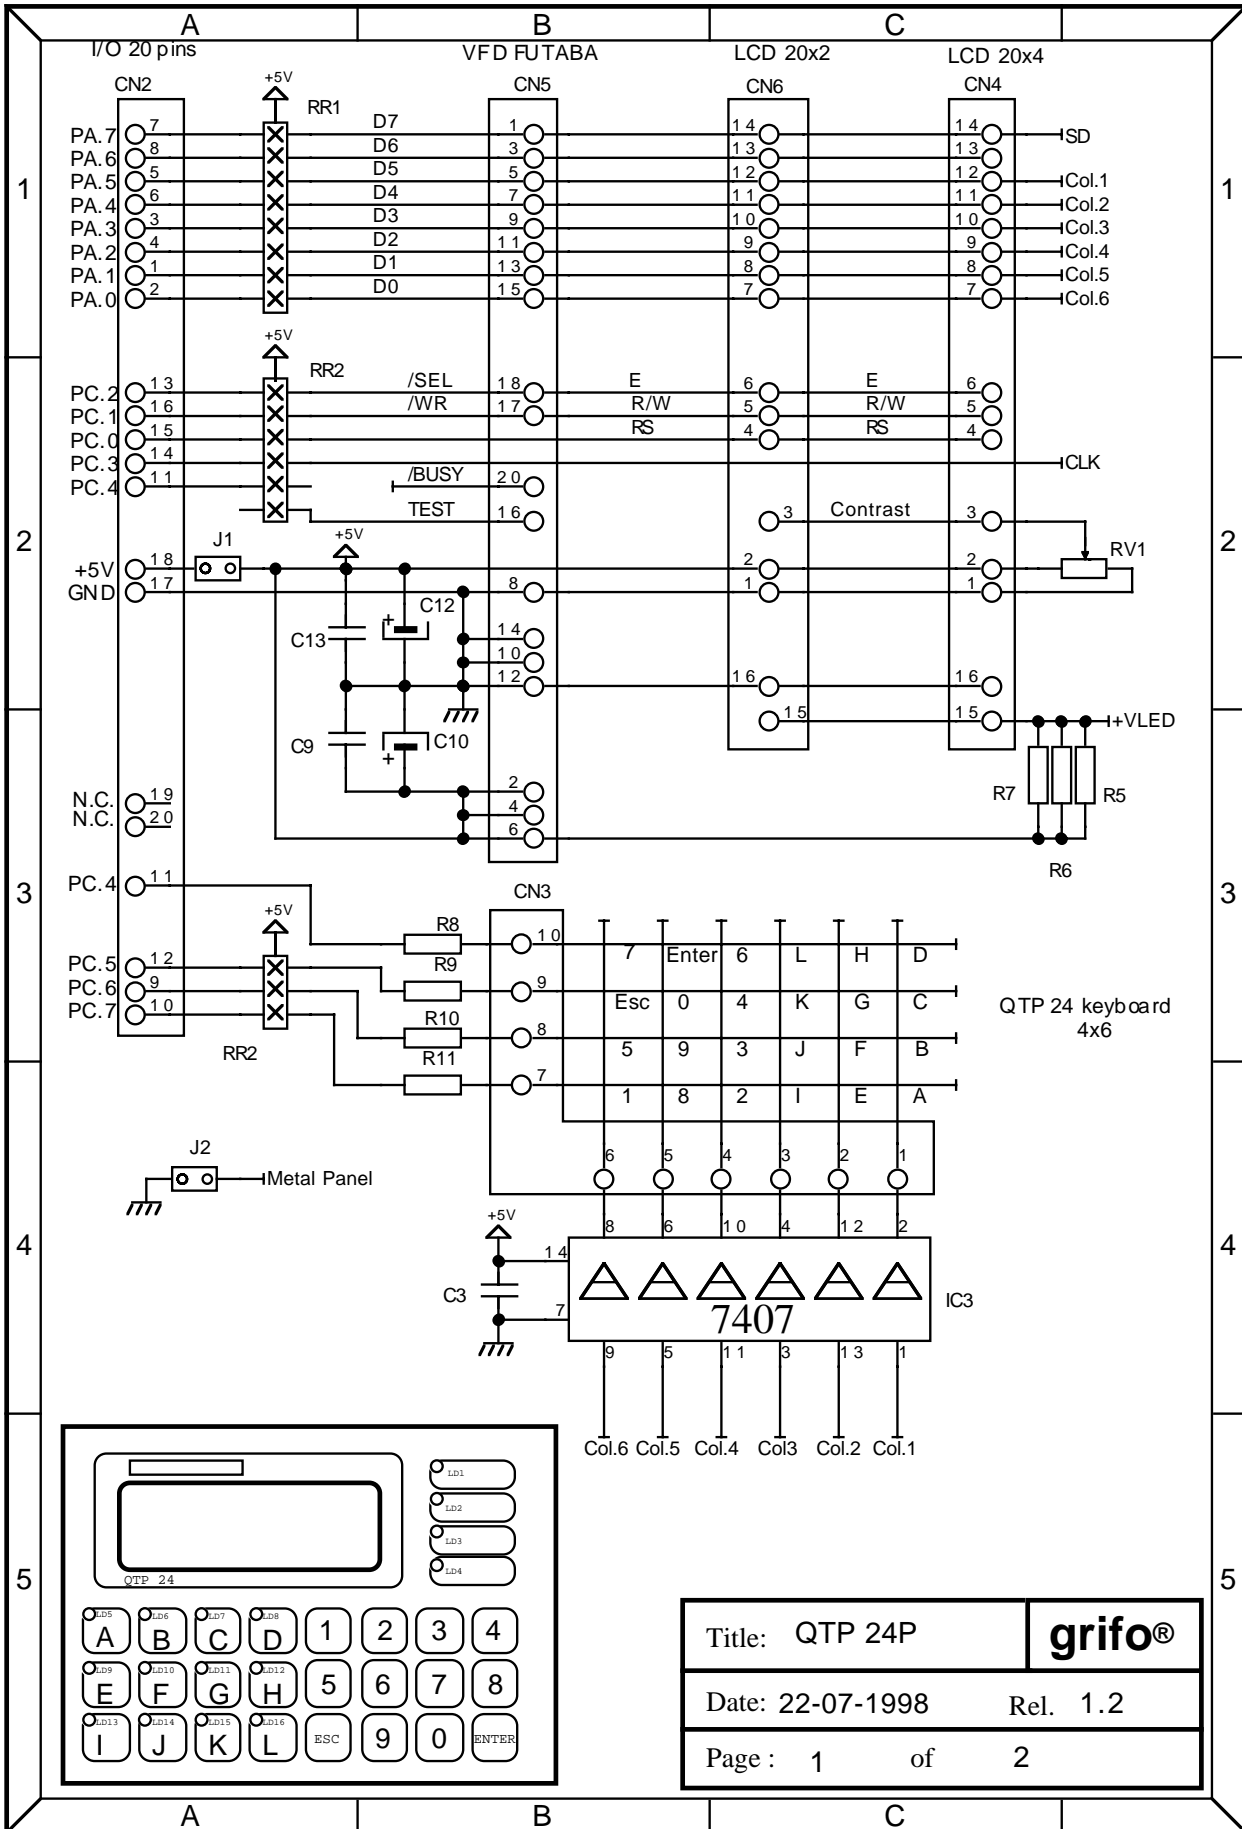 A B C
I/O 20 pins VFD FUTABA LCD 20x2 LCD 20x4
CN2 +5V RR1 CN5 CN6 CN4
PA.7 7 D7 1 14 14 SD
PA.6 8 D6 3 13 13
PA.5 5 D5 5 12 12 Col.1
1 PA.4 6 D4 7 11 11 Col.2 1
PA.3 3 D3 9 10 10 Col.3
PA.2 4 D2 11 9 9 Col.4
PA.1 1 D1 13 8 8 Col.5
PA.0 2 D0 15 7 7 Col.6
+5V RR2
PC.2 13 /SEL 18 E 6 E 6
PC.1 16 /WR 17 R/W 5 R/W 5
PC.0 15 RS 4 RS 4
PC.3 14 CLK
PC.4 11 /BUSY 20
TEST 16 3 Contrast 3
2 J1 +5V RV1 2
+5V 18 2 2
GND 17 8 1 1
C13 + C12 14
10
12 16 16
15 15 +VLED
C9 + C10
2 R7 R5
N.C. 19 4
N.C. 20 6
R6
3 PC.4 11 CN3 3
+5V R8 10 7 Enter 6 L H D
PC.5 12 R9
PC.6 9 9 Esc 0 4 K G C QTP 24 keyboard
PC.7 10 4x6
R10 8 5 9 3 J F B
RR2 R11
7 1 8 2 I E A
J2 6 5 4 3 2 1
Metal Panel
+5V 8 6 10 4 12 2
4 14 4
C3 7 7407 IC3
9 5 11 3 13 1
Col.6 Col.5 Col.4 Col3 Col.2 Col.1
LD1
LD2
LD3
LD4
QTP 24
5 5
LD5 LD6 LD7 LD8
A B C D 1 2 3 4
LD9 LD10 LD11 LD12
E F G H 5 6 7 8
LD13 LD14 LD15 LD16
I J K L ESC 9 0 ENTER
Title: QTP 24P grifo®
Date: 22-07-1998 Rel. 1.2
Page : 1 of 2
A B C